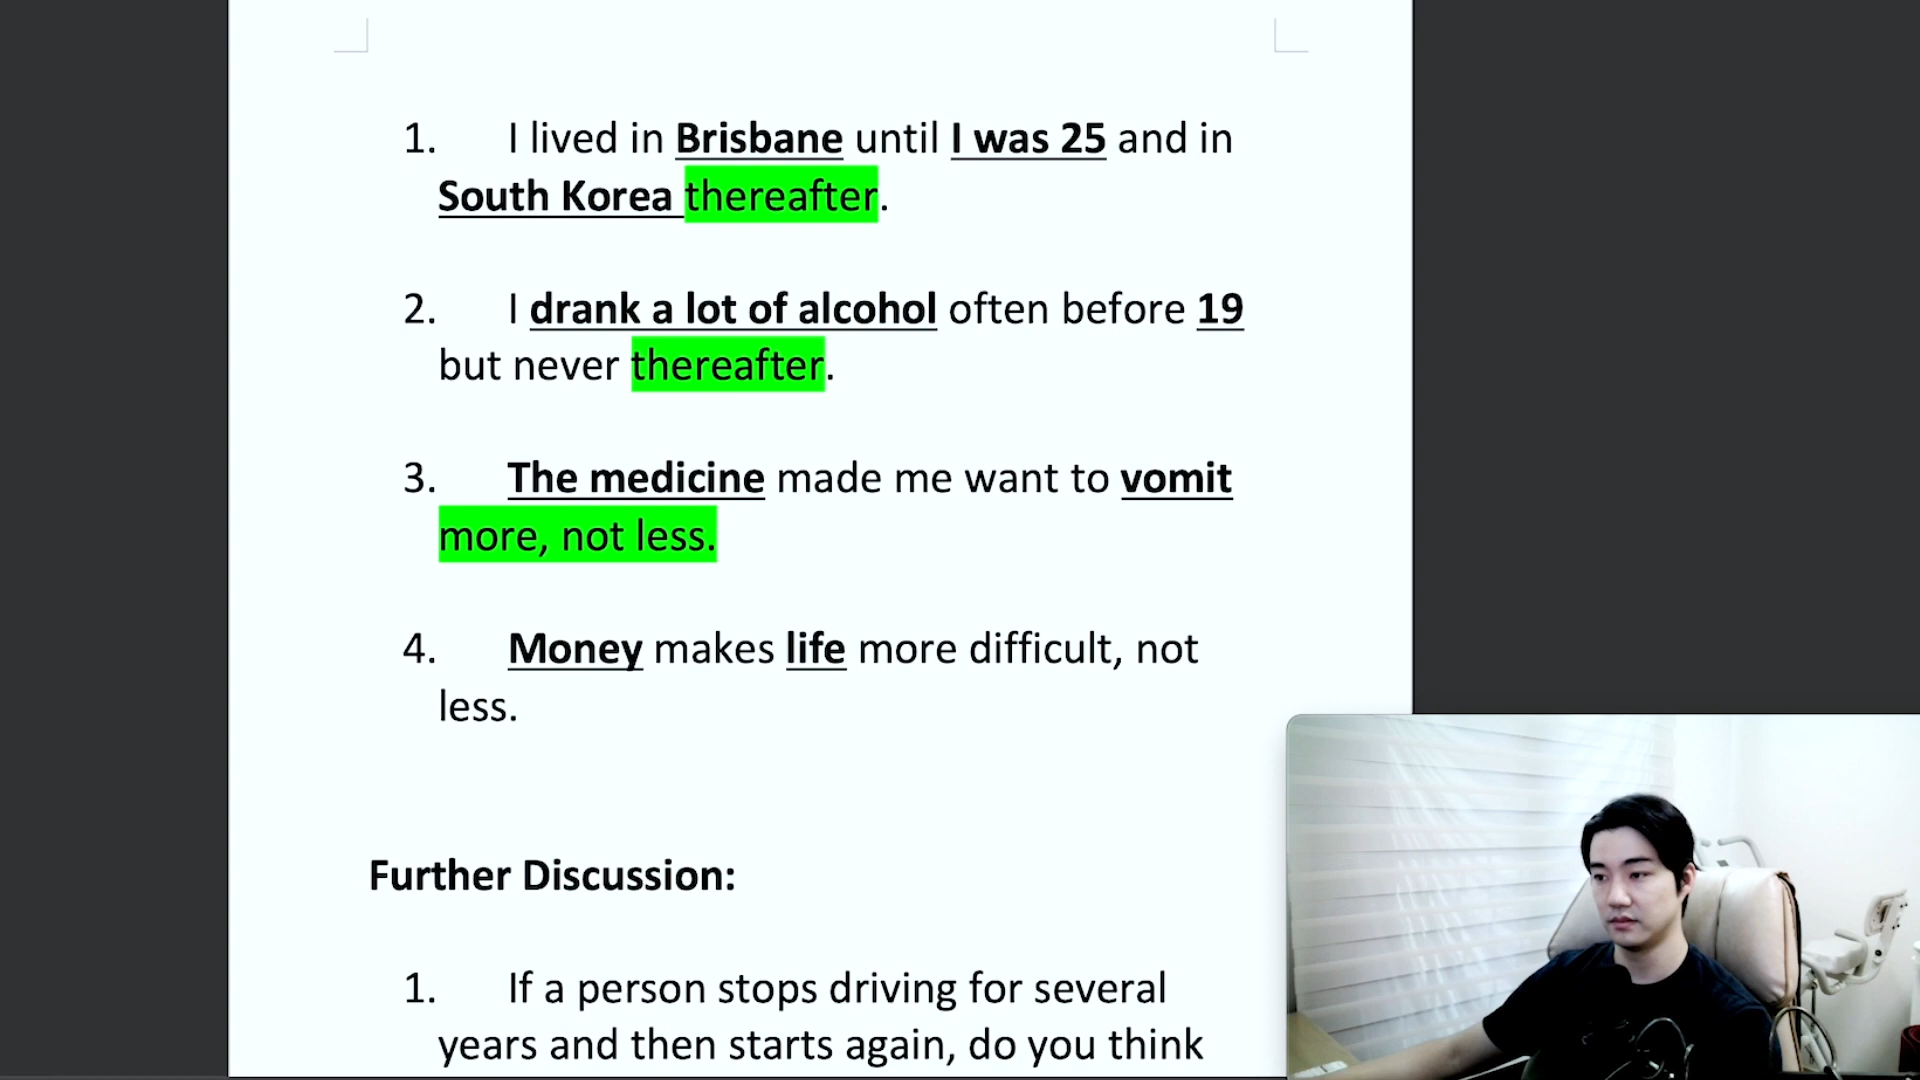 1. I lived in Brisbane until I was 25 and in
South Korea thereafter.
2. I drank a lot of alcohol often before 19
but never thereafter.
3. The medicine made me want to vomit
more, not less.
4. Money makes life more difficult, not
less.
Further Discussion:
1. If a person stops driving for several
years and then starts again, do you think